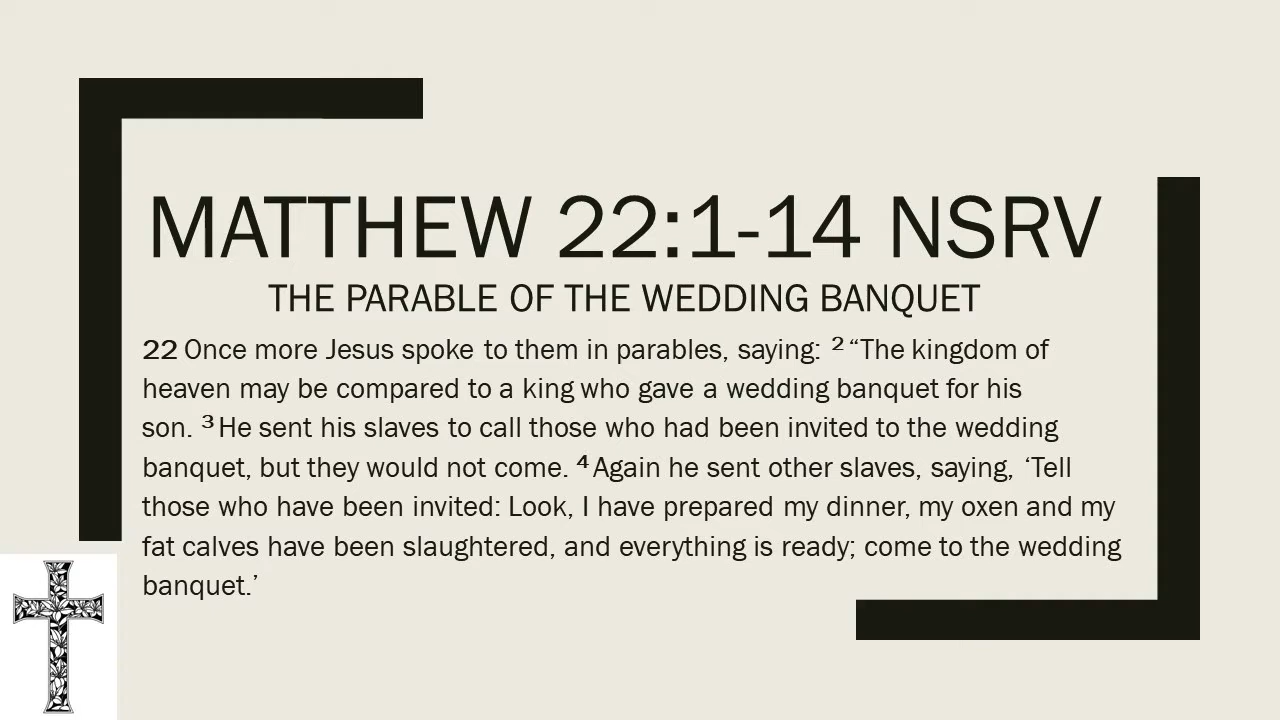 MATTHEW 22:1-14 NSRV
THE PARABLE OF THE WEDDING BANQUET
22 Once more Jesus spoke to them in parables, saying: ² “The kingdom of
heaven may be compared to a king who gave a wedding banquet for his
son. ³ He sent his slaves to call those who had been invited to the wedding
banquet, but they would not come. ⁴ Again he sent other slaves, saying, ‘Tell
those who have been invited: Look, I have prepared my dinner, my oxen and my
fat calves have been slaughtered, and everything is ready; come to the wedding
banquet.’